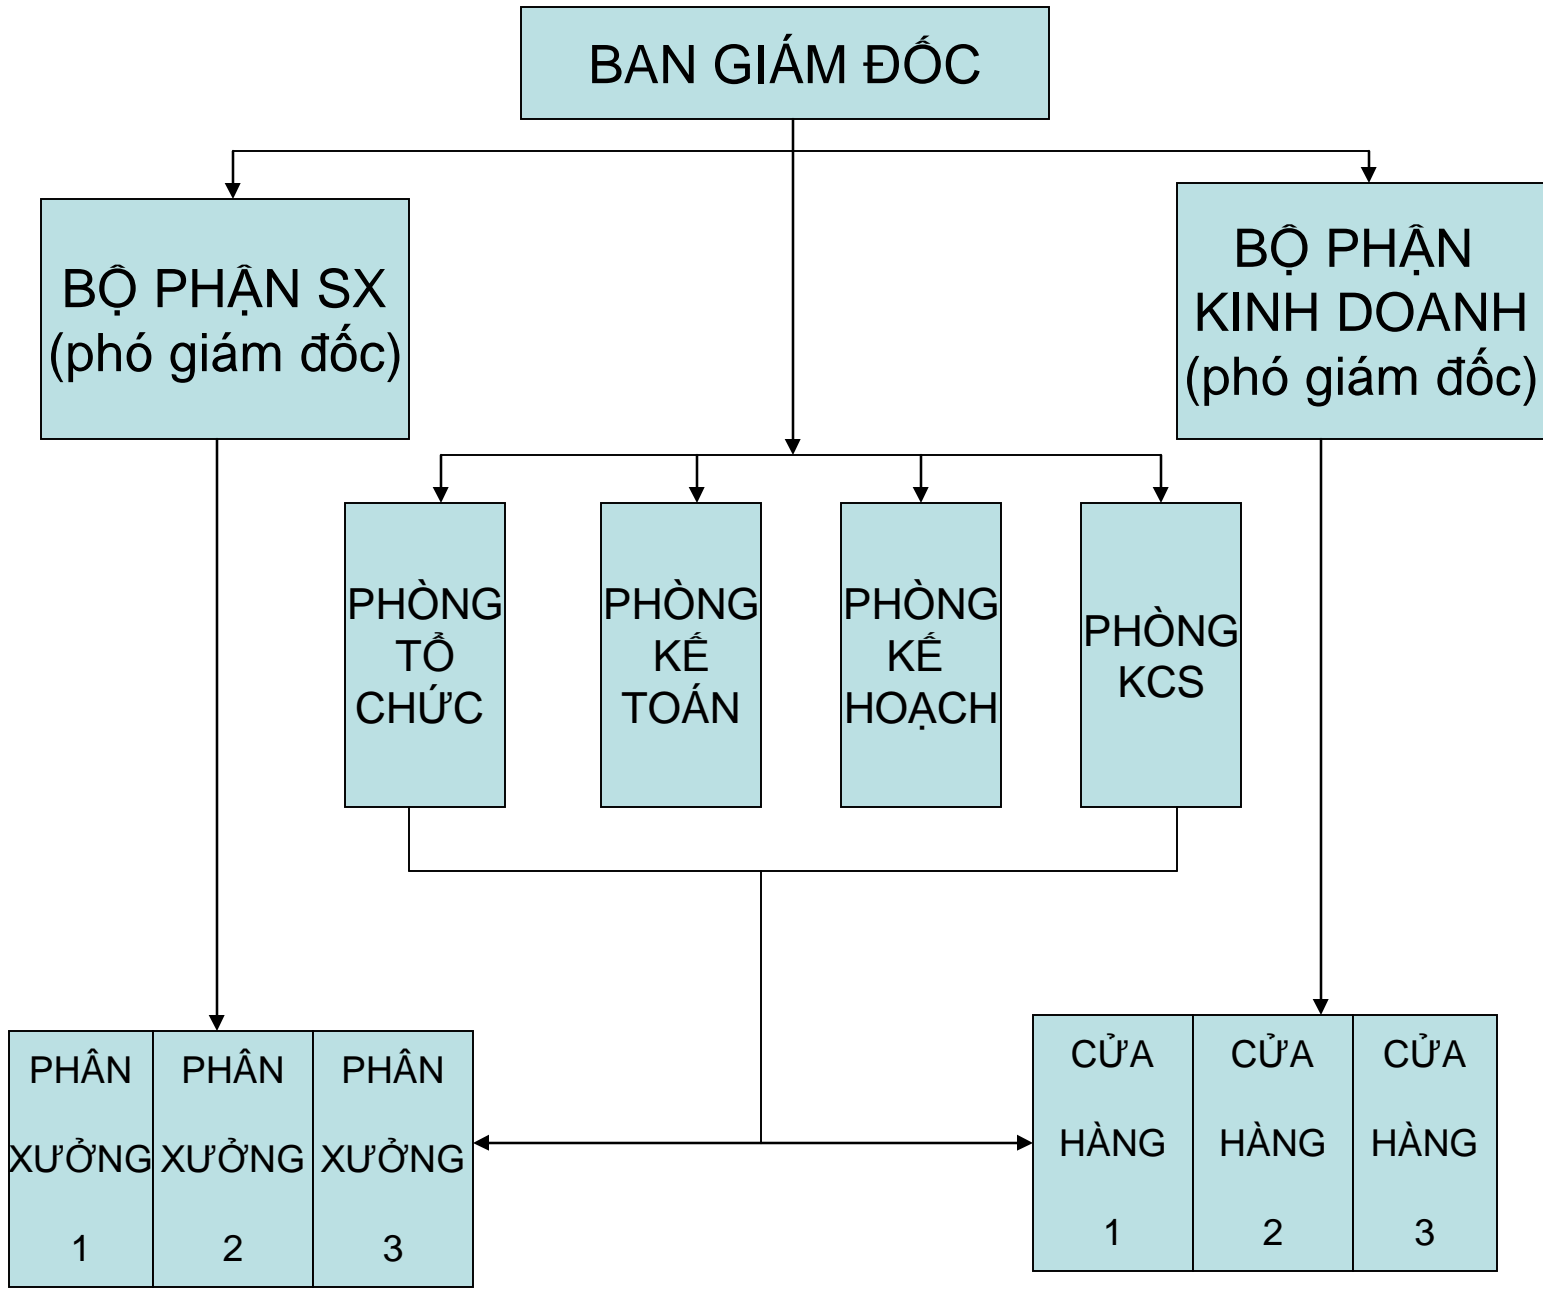 BAN GIÁM ĐỐC
BỘ PHẬN SX
(phó giám đốc)
BỘ PHẬN
KINH DOANH
(phó giám đốc)
PHÒNG
TỔ
CHỨC
PHÒNG
KẾ
TOÁN
PHÒNG
KẾ
HOẠCH
PHÒNG
KCS
PHÂN
XƯỞNG
1
PHÂN
XƯỞNG
2
PHÂN
XƯỞNG
3
CỬA
HÀNG
1
CỬA
HÀNG
2
CỬA
HÀNG
3